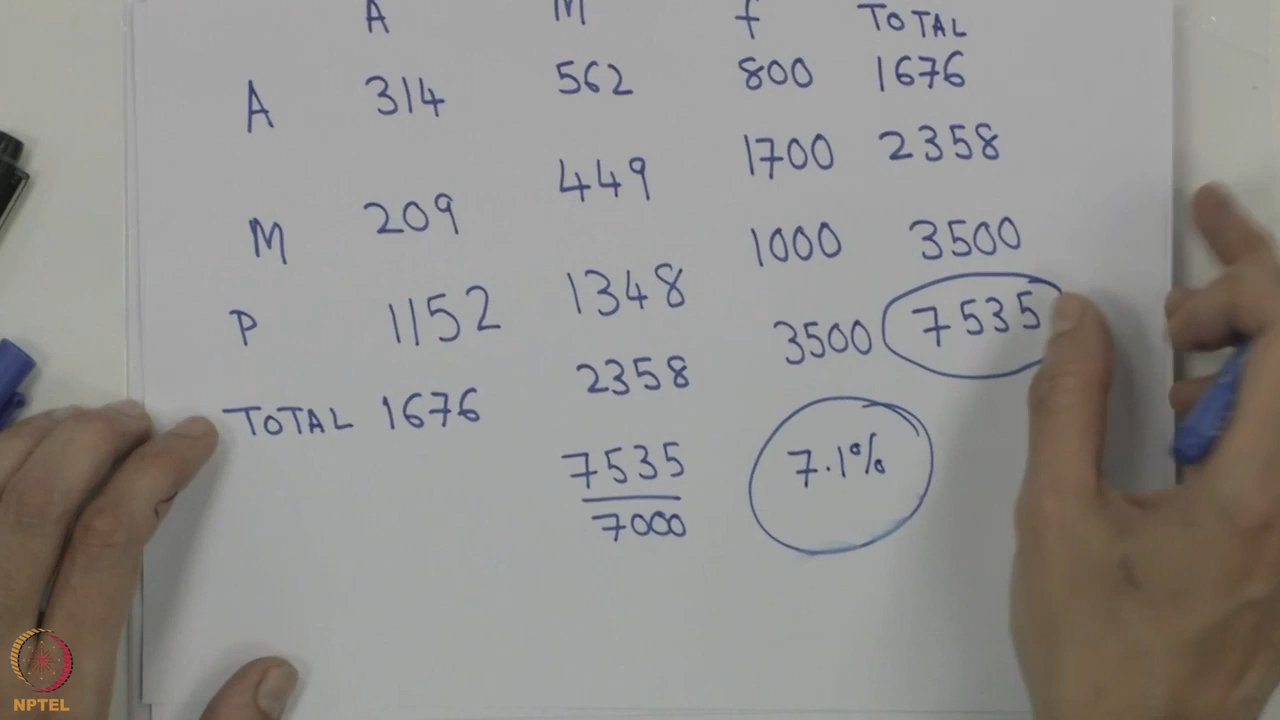 A M f TOTAL
A 314 562 800 1676
M 209 449 1700 2358
P 1152 1348 1000 3500
TOTAL 1676 2358 3500 7535
7535
7000
7.1%
NPTEL